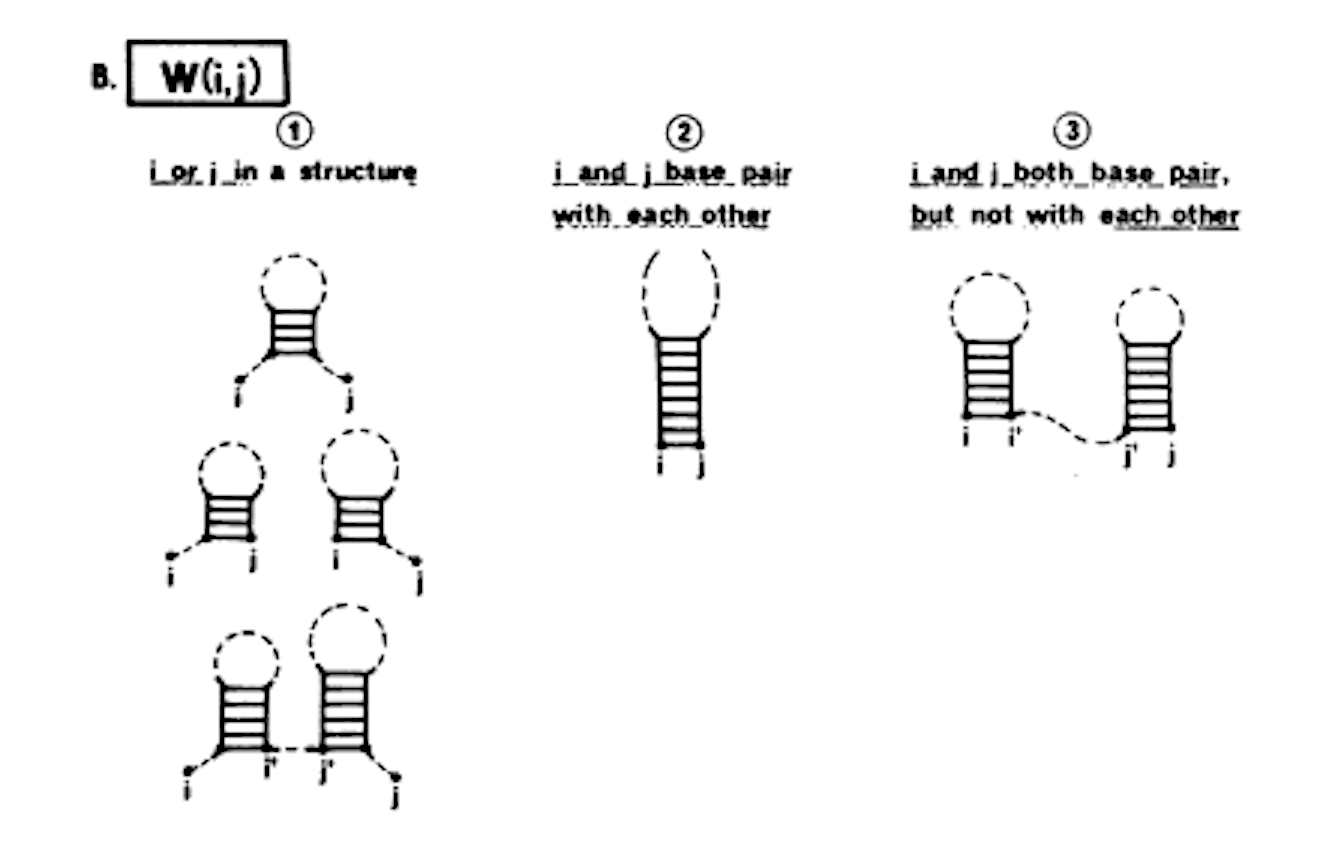 B. W(i,j)
1
i or j in a structure
2
i and j base pair
with each other
3
i and j both base pair,
but not with each other
i j
i j
i i' j' j
i j i j
i i' j' j